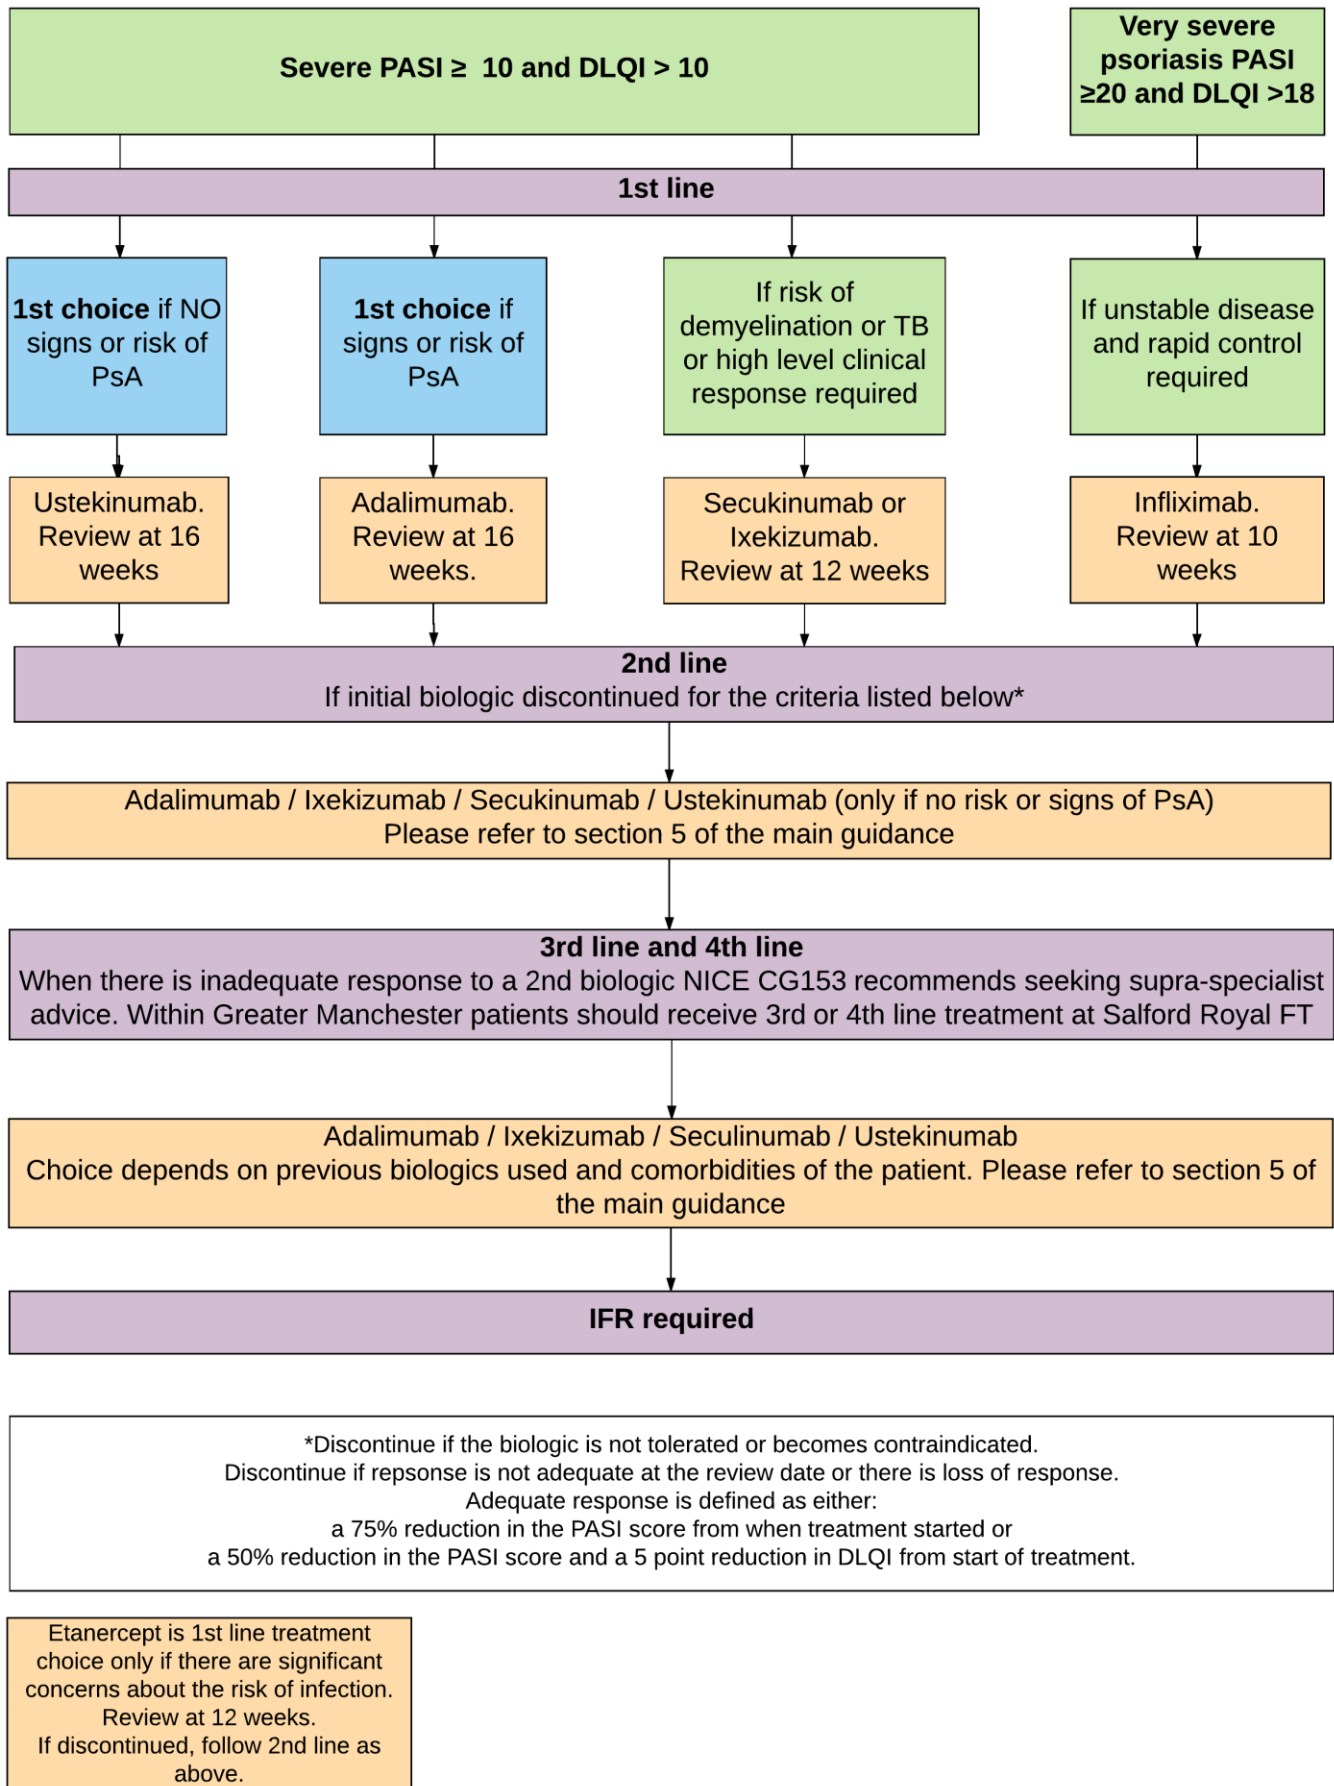 Severe PASI ≥ 10 and DLQI > 10
Very severe
psoriasis PASI
≥20 and DLQI >18
1st line
1st choice if NO
signs or risk of
PsA
1st choice if
signs or risk of
PsA
If risk of
demyelination or TB
or high level clinical
response required
If unstable disease
and rapid control
required
Ustekinumab.
Review at 16
weeks
Adalimumab.
Review at 16
weeks.
Secukinumab or
Ixekizumab.
Review at 12 weeks
Infliximab.
Review at 10
weeks
2nd line
If initial biologic discontinued for the criteria listed below*
Adalimumab / Ixekizumab / Secukinumab / Ustekinumab (only if no risk or signs of PsA)
Please refer to section 5 of the main guidance
3rd line and 4th line
When there is inadequate response to a 2nd biologic NICE CG153 recommends seeking supra-specialist
advice. Within Greater Manchester patients should receive 3rd or 4th line treatment at Salford Royal FT
Adalimumab / Ixekizumab / Seculinumab / Ustekinumab
Choice depends on previous biologics used and comorbidities of the patient. Please refer to section 5 of
the main guidance
IFR required
*Discontinue if the biologic is not tolerated or becomes contraindicated.
Discontinue if repsonse is not adequate at the review date or there is loss of response.
Adequate response is defined as either:
a 75% reduction in the PASI score from when treatment started or
a 50% reduction in the PASI score and a 5 point reduction in DLQI from start of treatment.
Etanercept is 1st line treatment
choice only if there are significant
concerns about the risk of infection.
Review at 12 weeks.
If discontinued, follow 2nd line as
above.